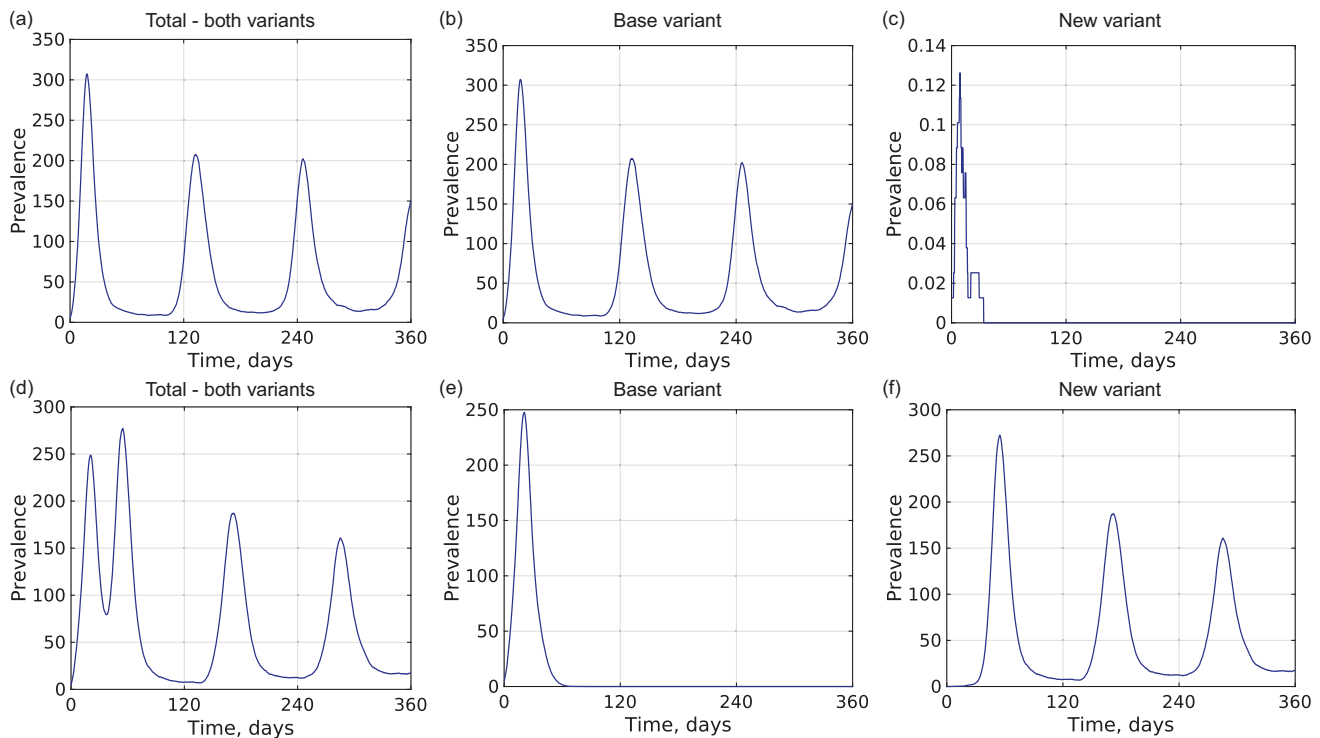 (a) Total - both variants
350
300
250
200
150
100
50
0
Prevalence
0 120 240 360
Time, days
(b) Base variant
350
300
250
200
150
100
50
0
Prevalence
0 120 240 360
Time, days
(c) New variant
0.14
0.12
0.1
0.08
0.06
0.04
0.02
0
Prevalence
0 120 240 360
Time, days
(d) Total - both variants
300
250
200
150
100
50
0
Prevalence
0 120 240 360
Time, days
(e) Base variant
250
200
150
100
50
0
Prevalence
0 120 240 360
Time, days
(f) New variant
300
250
200
150
100
50
0
Prevalence
0 120 240 360
Time, days